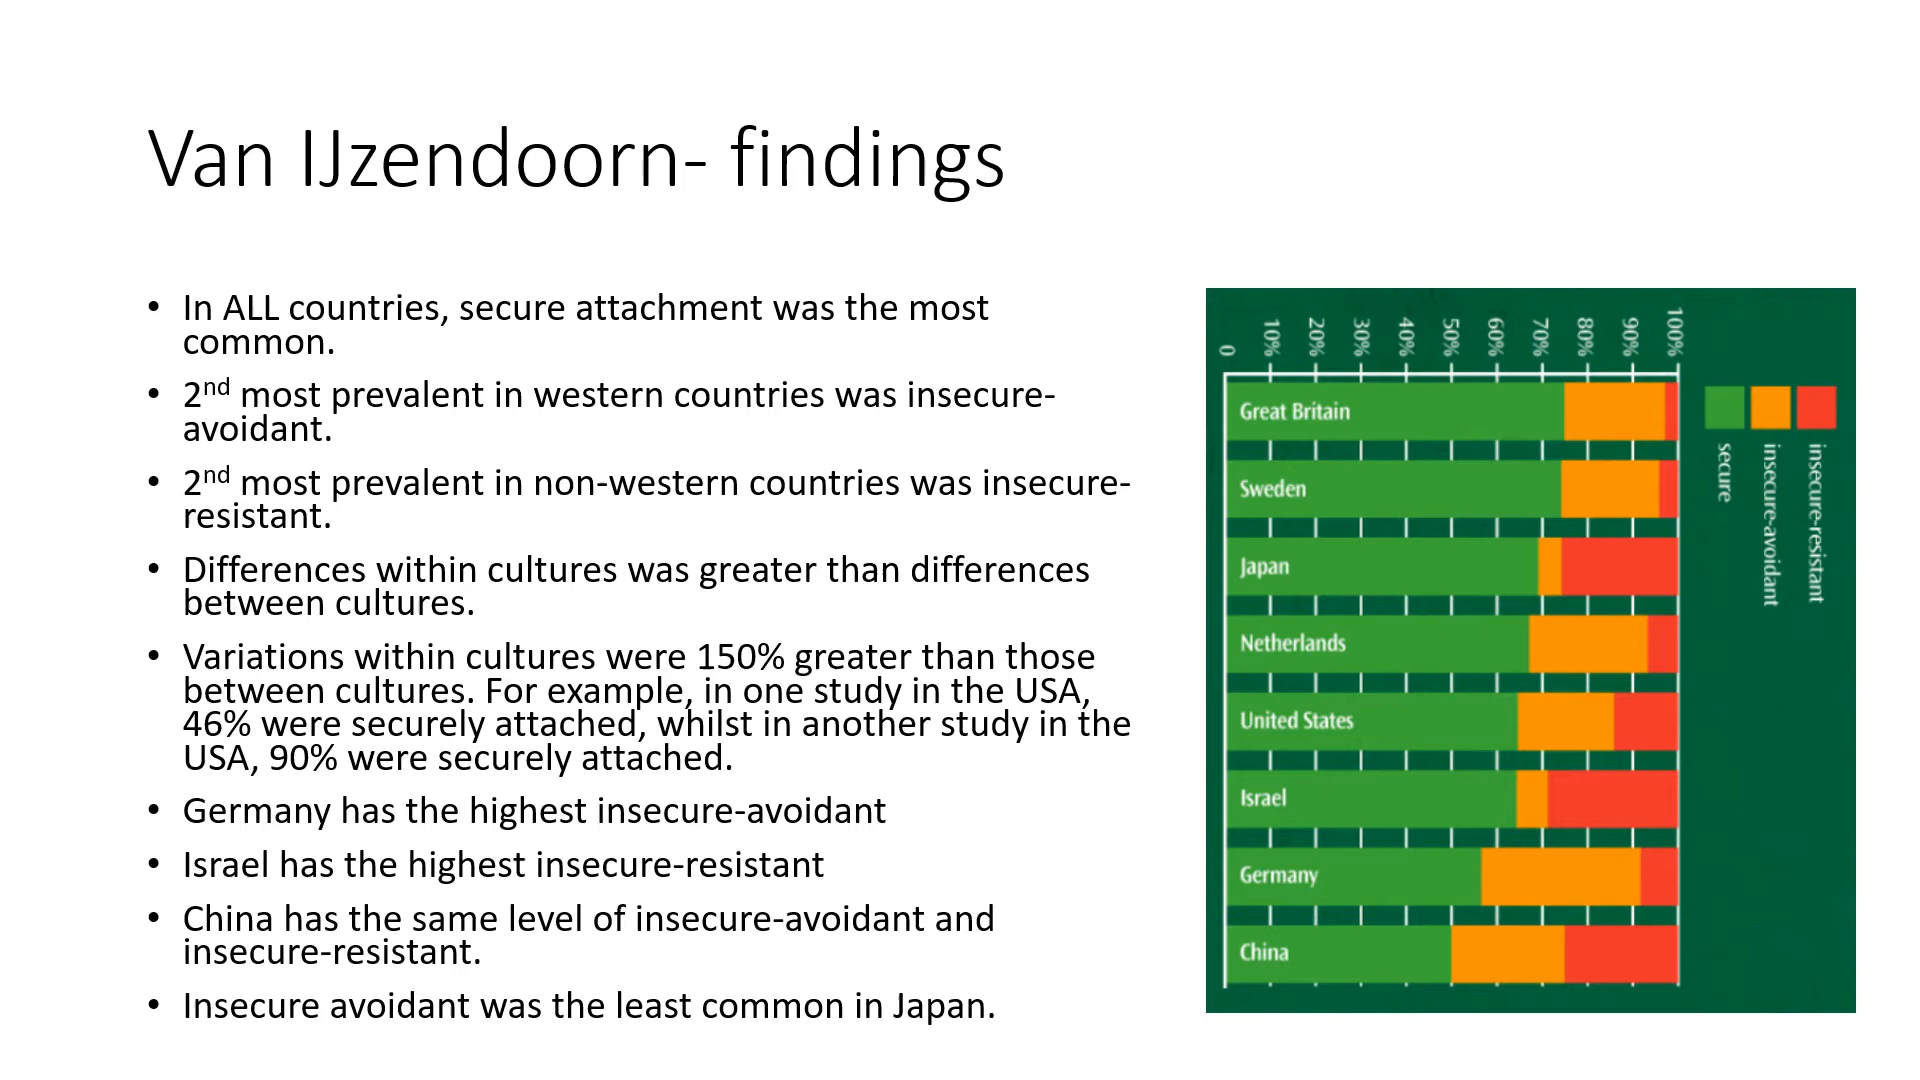 Van IJzendoorn- findings
• In ALL countries, secure attachment was the most
common.
• 2nd most prevalent in western countries was insecure-
avoidant.
• 2nd most prevalent in non-western countries was insecure-
resistant.
• Differences within cultures was greater than differences
between cultures.
• Variations within cultures were 150% greater than those
between cultures. For example, in one study in the USA,
46% were securely attached, whilst in another study in the
USA, 90% were securely attached.
• Germany has the highest insecure-avoidant
• Israel has the highest insecure-resistant
• China has the same level of insecure-avoidant and
insecure-resistant.
• Insecure avoidant was the least common in Japan.
0
10%
20%
30%
40%
50%
60%
70%
80%
90%
100%
Great Britain
Sweden
Japan
Netherlands
United States
Israel
Germany
China
secure
insecure-avoidant
insecure-resistant